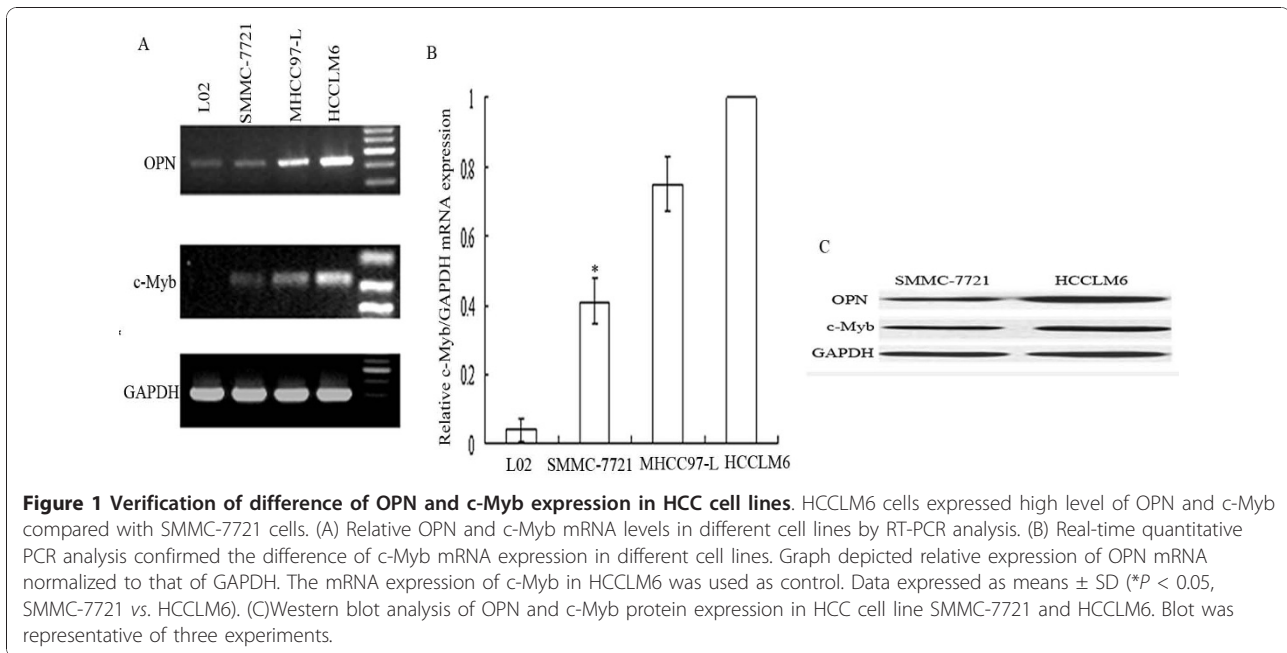 A
L02
SMMC-7721
MHCC97-L
HCCLM6
OPN
c-Myb
GAPDH
B
Relative c-Myb/GAPDH mRNA expression
1
0.8
0.6
0.4
0.2
0
*
L02 SMMC-7721 MHCC97-L HCCLM6
C
SMMC-7721 HCCLM6
OPN
c-Myb
GAPDH
Figure 1 Verification of difference of OPN and c-Myb expression in HCC cell lines. HCCLM6 cells expressed high level of OPN and c-Myb
compared with SMMC-7721 cells. (A) Relative OPN and c-Myb mRNA levels in different cell lines by RT-PCR analysis. (B) Real-time quantitative
PCR analysis confirmed the difference of c-Myb mRNA expression in different cell lines. Graph depicted relative expression of OPN mRNA
normalized to that of GAPDH. The mRNA expression of c-Myb in HCCLM6 was used as control. Data expressed as means ± SD (*P < 0.05,
SMMC-7721 vs. HCCLM6). (C)Western blot analysis of OPN and c-Myb protein expression in HCC cell line SMMC-7721 and HCCLM6. Blot was
representative of three experiments.